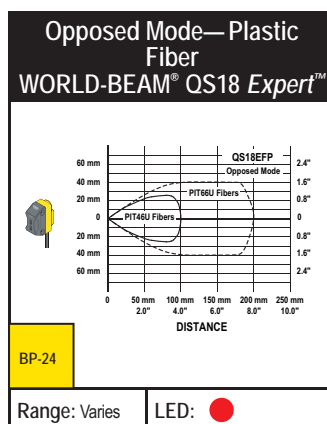 Opposed Mode—Plastic
Fiber
WORLD-BEAM® QS18 Expert™
QS18EFP
Opposed Mode
PIT66U Fibers
PIT46U Fibers
60 mm 2.4"
40 mm 1.6"
20 mm 0.8"
0 0
20 mm 0.8"
40 mm 1.6"
60 mm 2.4"
0 50 mm 100 mm 150 mm 200 mm 250 mm
2.0" 4.0" 6.0" 8.0" 10.0"
DISTANCE
BP-24
Range: Varies LED: